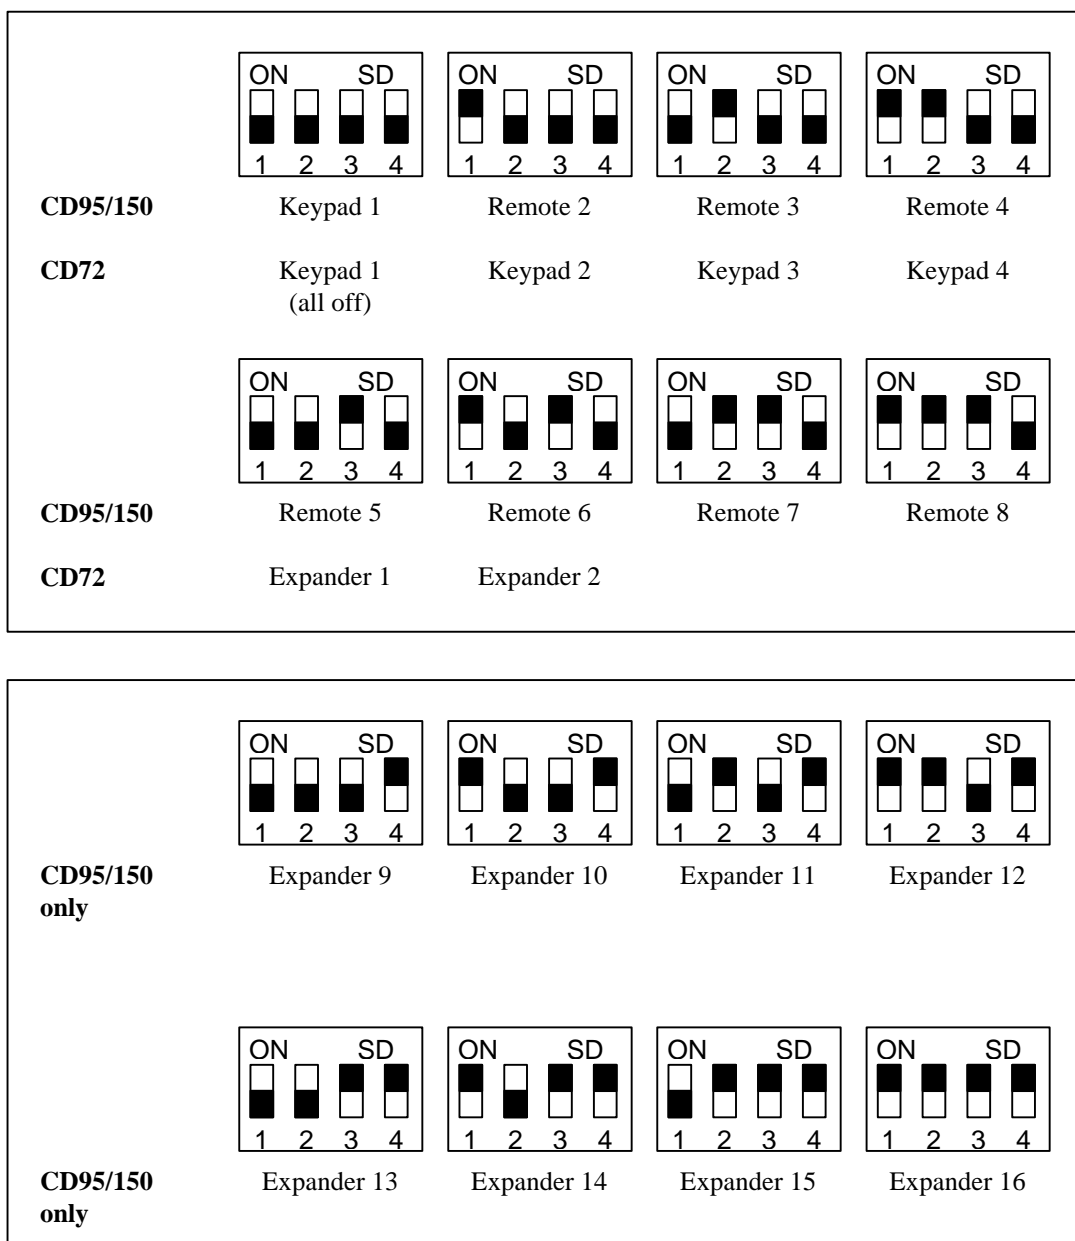 ON SD ON SD ON SD ON SD
1 2 3 4 1 2 3 4 1 2 3 4 1 2 3 4
CD95/150 Keypad 1 Remote 2 Remote 3 Remote 4
CD72 Keypad 1 Keypad 2 Keypad 3 Keypad 4
(all off)
ON SD ON SD ON SD ON SD
1 2 3 4 1 2 3 4 1 2 3 4 1 2 3 4
CD95/150 Remote 5 Remote 6 Remote 7 Remote 8
CD72 Expander 1 Expander 2
ON SD ON SD ON SD ON SD
1 2 3 4 1 2 3 4 1 2 3 4 1 2 3 4
CD95/150 Expander 9 Expander 10 Expander 11 Expander 12
only
ON SD ON SD ON SD ON SD
1 2 3 4 1 2 3 4 1 2 3 4 1 2 3 4
CD95/150 Expander 13 Expander 14 Expander 15 Expander 16
only